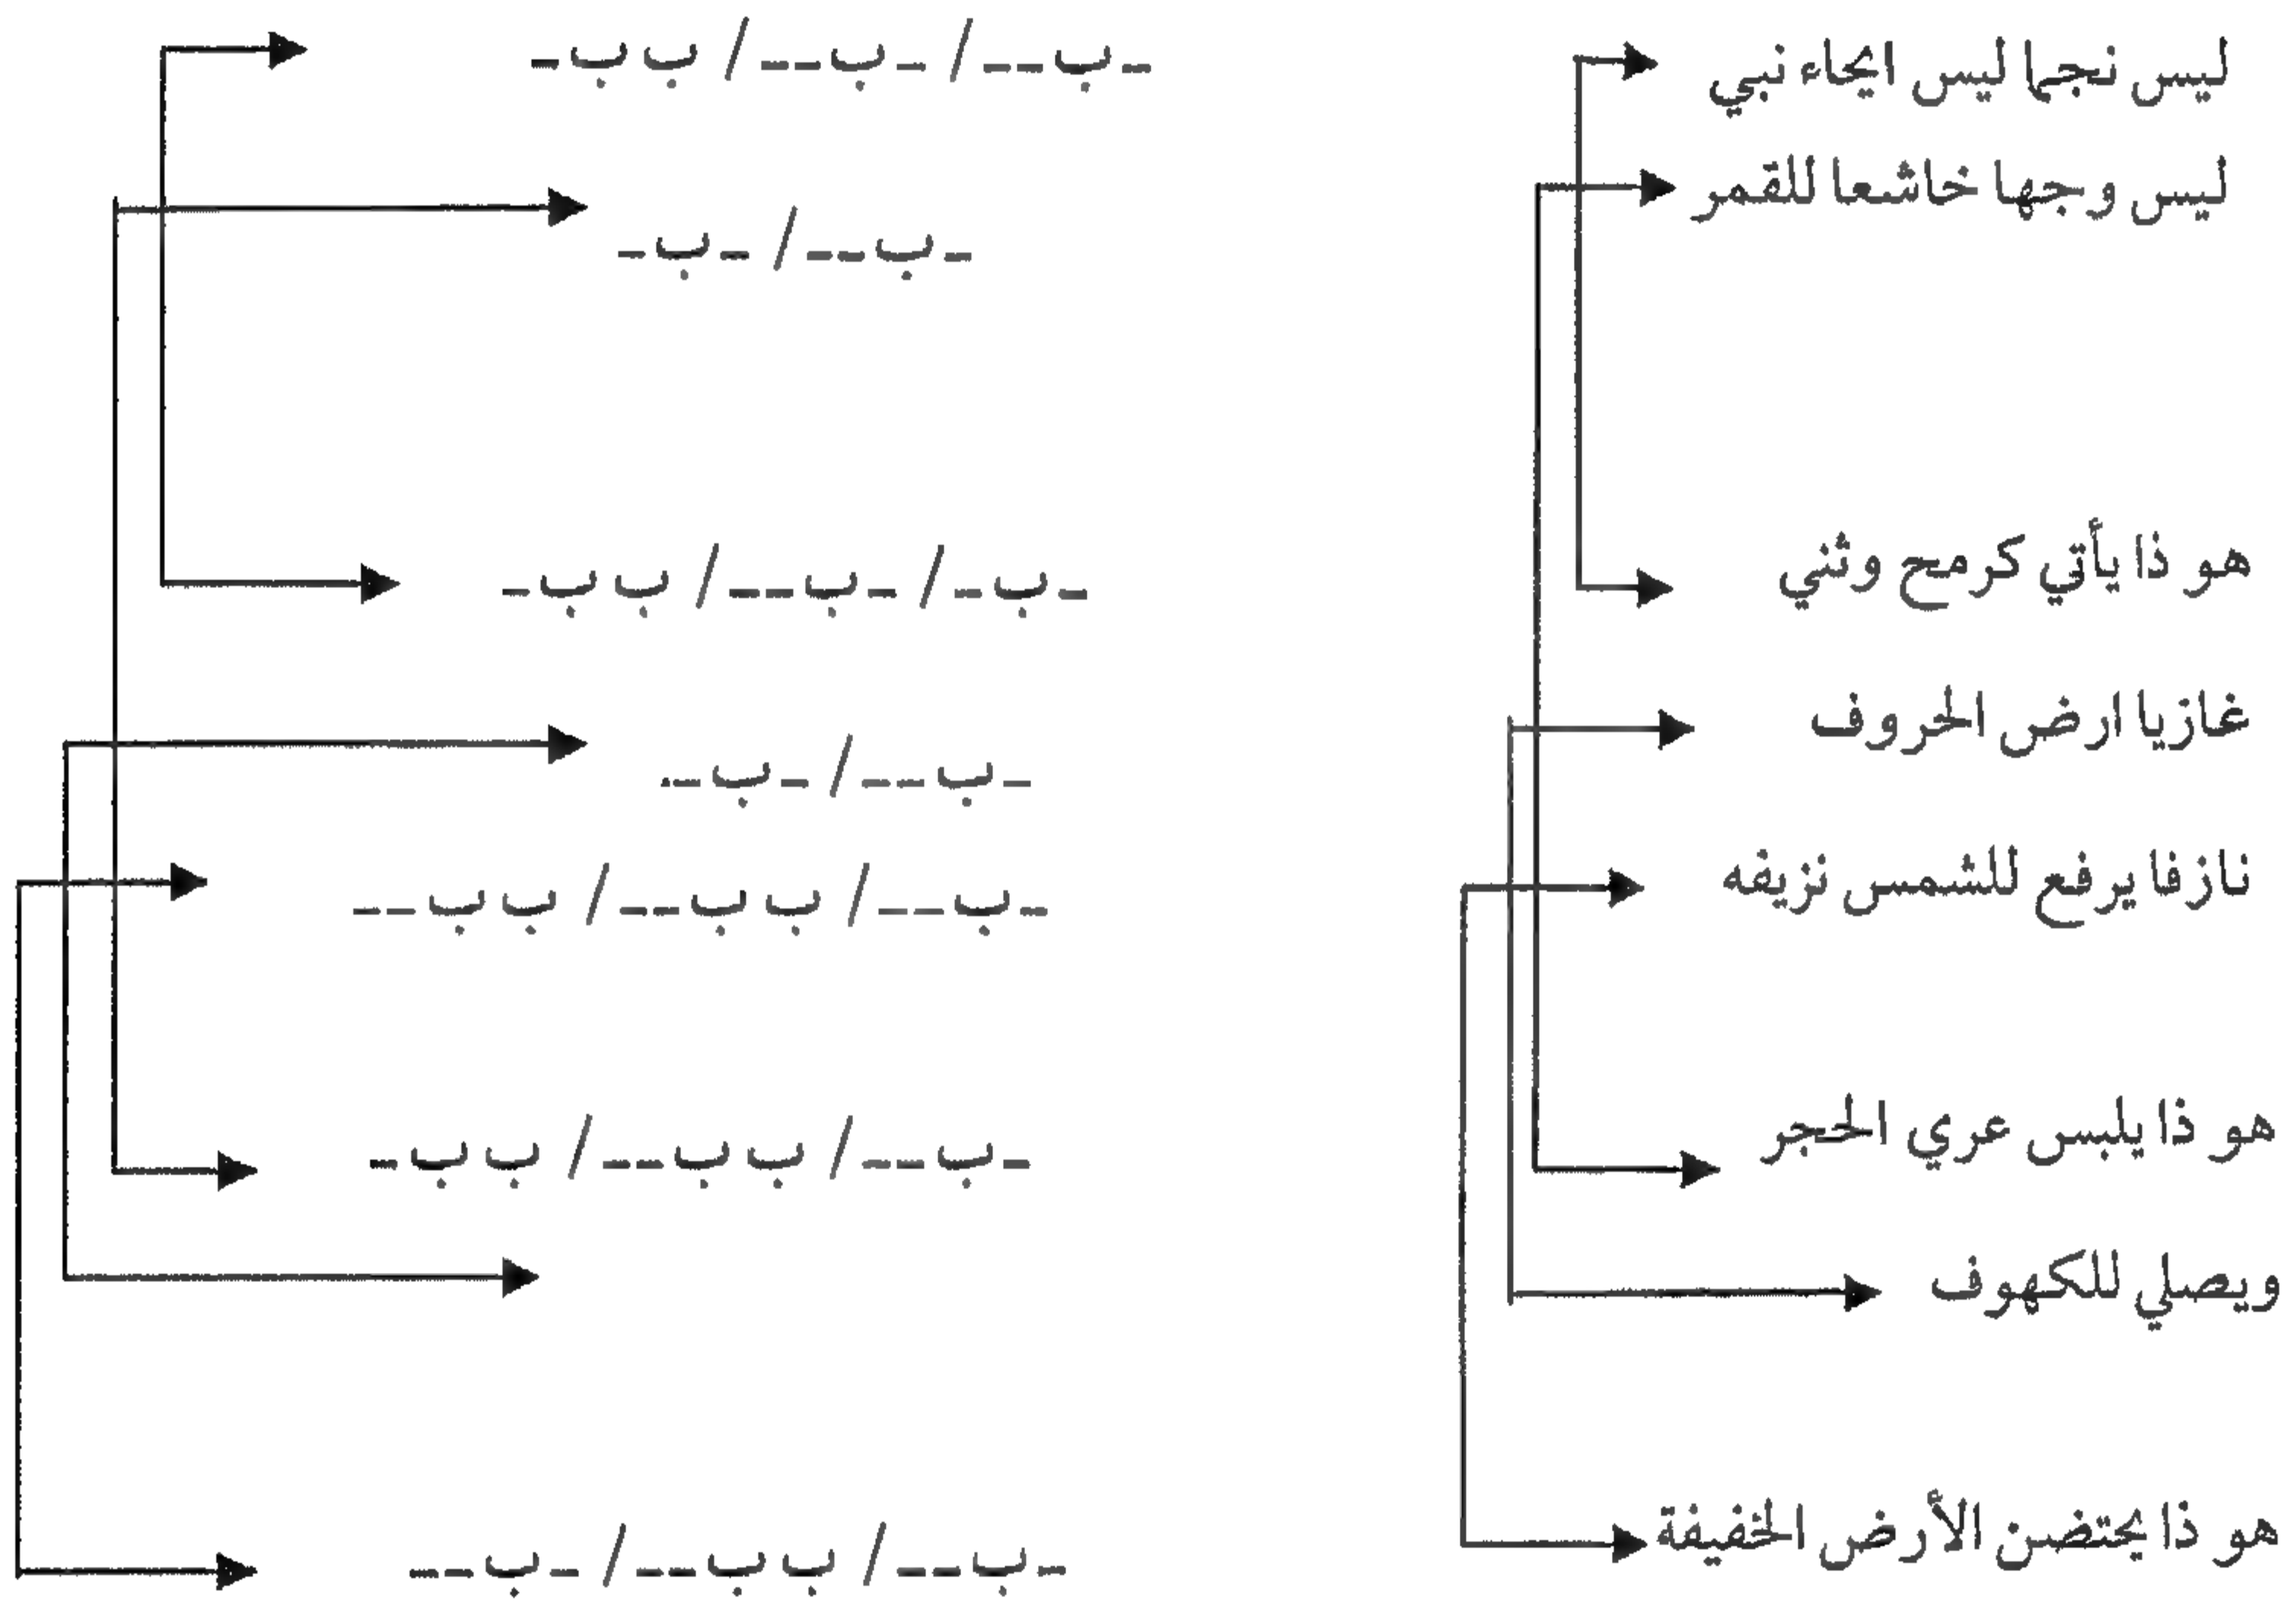 ليس نجما ليس ايحاء نبي
ليس وجها خاشعا للقمر
هو ذا يأتي كرمح وثني
غازيا ارض الحروف
نازفا يرفع للشمس نزيفه
هو ذا يلبس عري الحجر
ويصلي للكهوف
هو ذا يحتضن الأرض الخفيفة
-ب--/-ب--/ب ب-
-ب--/-ب-
-ب-/-ب--/ب ب-
-ب--/-ب--
-ب--/ب ب--/ب ب--
-ب--/ب ب--/ب ب-
-ب--/ب ب--/-ب--